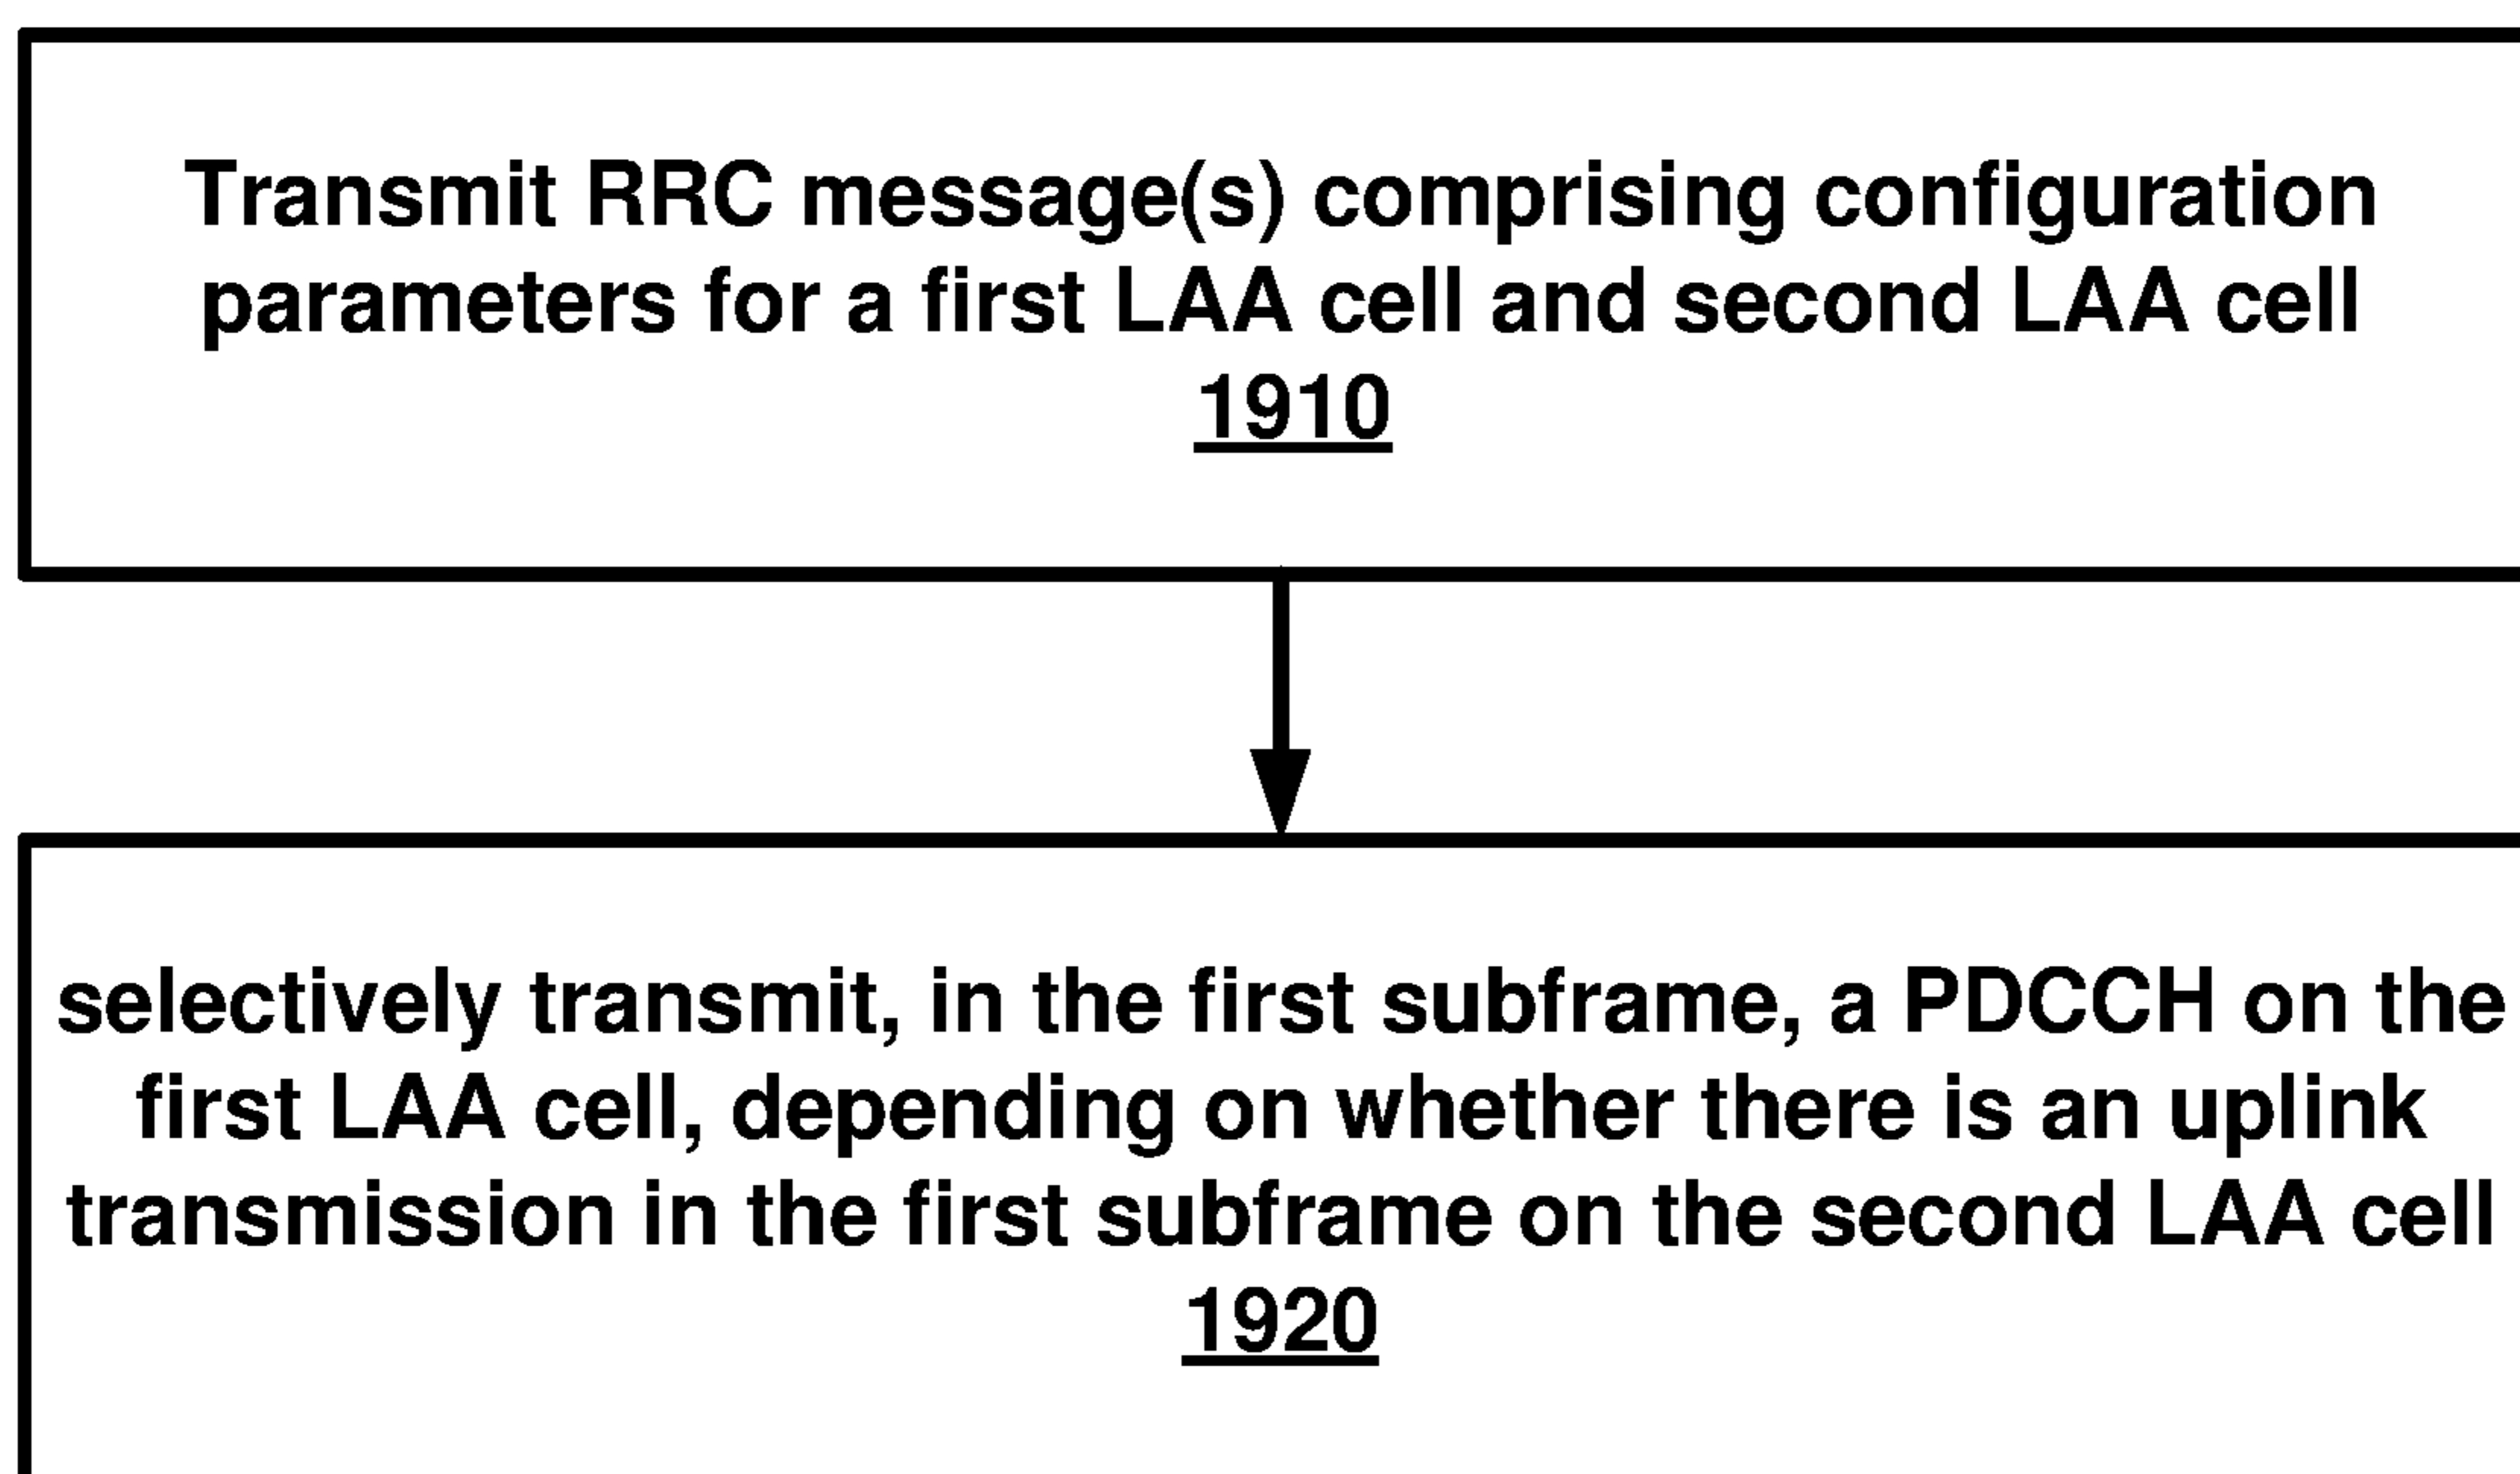 Transmit RRC message(s) comprising configuration
parameters for a first LAA cell and second LAA cell
1910
selectively transmit, in the first subframe, a PDCCH on the
first LAA cell, depending on whether there is an uplink
transmission in the first subframe on the second LAA cell
1920